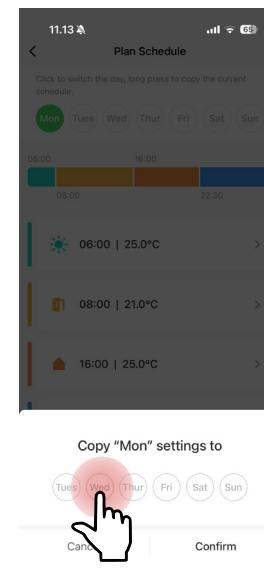 11.13
65
Plan Schedule
Click to switch the day, long press to copy the current
schedule.
Mon Tues Wed Thur Fri Sat Sun
06:00 16:00
08:00 22:30
06:00 | 25.0°C
08:00 | 21.0°C
16:00 | 25.0°C
Copy “Mon” settings to
Tues Wed Thur Fri Sat Sun
Confirm